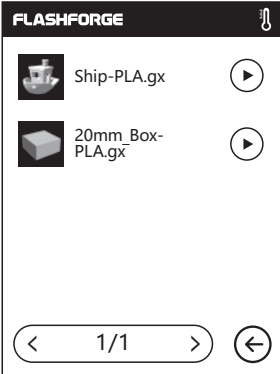 FLASHFORGE
Ship-PLA.gx
20mm_Box-
PLA.gx
1/1